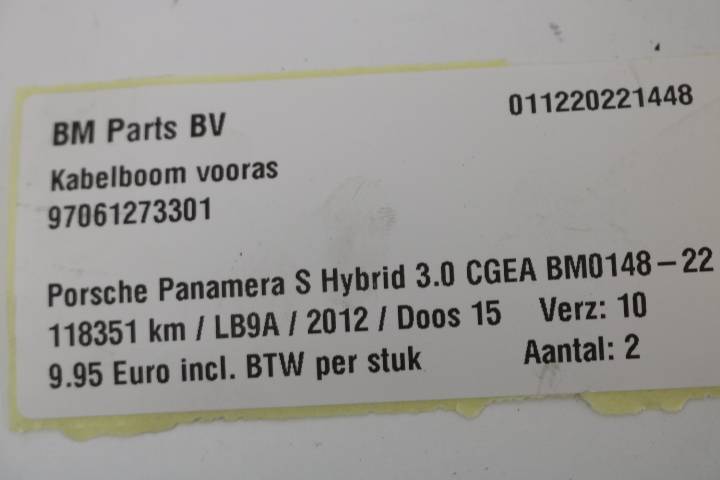 BM Parts BV 011220221448
Kabelboom vooras
97061273301
Porsche Panamera S Hybrid 3.0 CGEA BM0148-22
118351 km / LB9A / 2012 / Doos 15 Verz: 10
9.95 Euro incl. BTW per stuk Aantal: 2